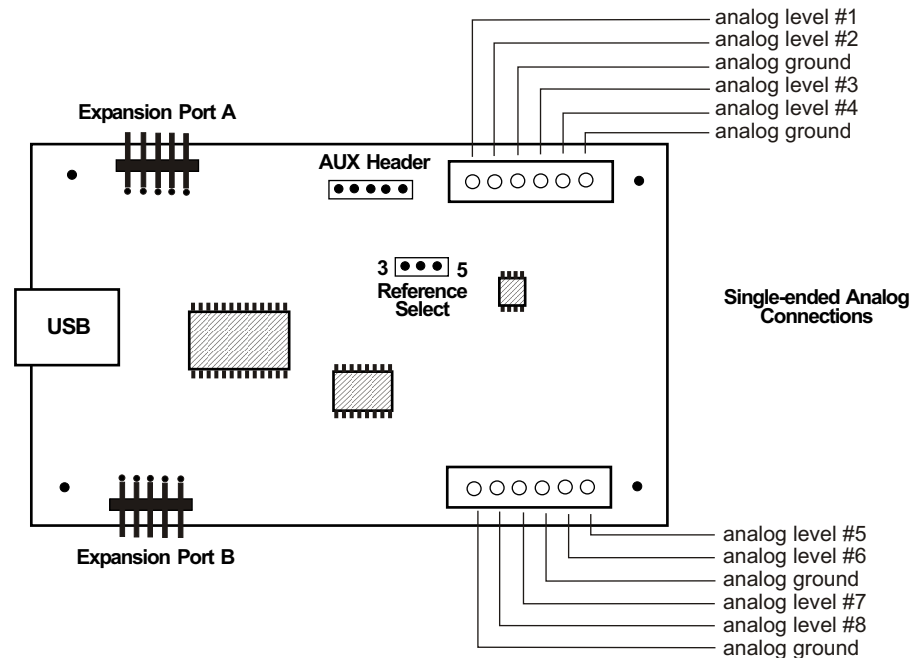 analog level #1
analog level #2
analog ground
analog level #3
analog level #4
analog ground
Expansion Port A
AUX Header
3
5
Reference
Select
USB
Single-ended Analog
Connections
Expansion Port B
analog level #5
analog level #6
analog ground
analog level #7
analog level #8
analog ground